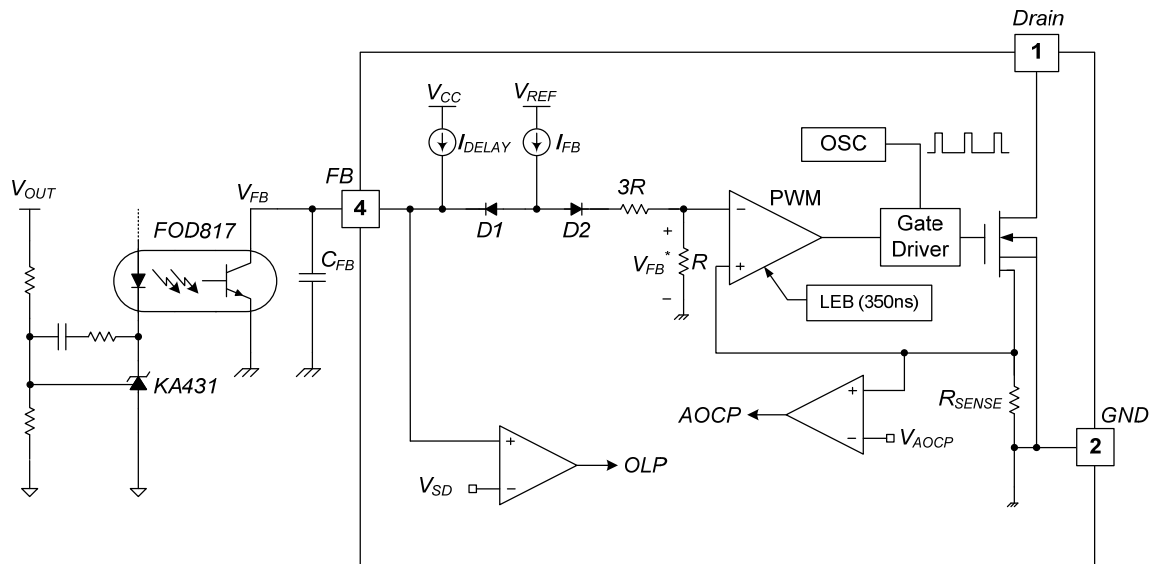 Drain
1
V_CC
V_REF
I_DELAY
I_FB
OSC
V_OUT
V_FB
FB
4
3R
PWM
Gate
Driver
FOD817
D1
D2
C_FB
+
V_FB*
R
−
−
+
LEB (350ns)
KA431
AOCP
+
−
V_AOCP
R_SENSE
GND
2
+
−
V_SD
OLP